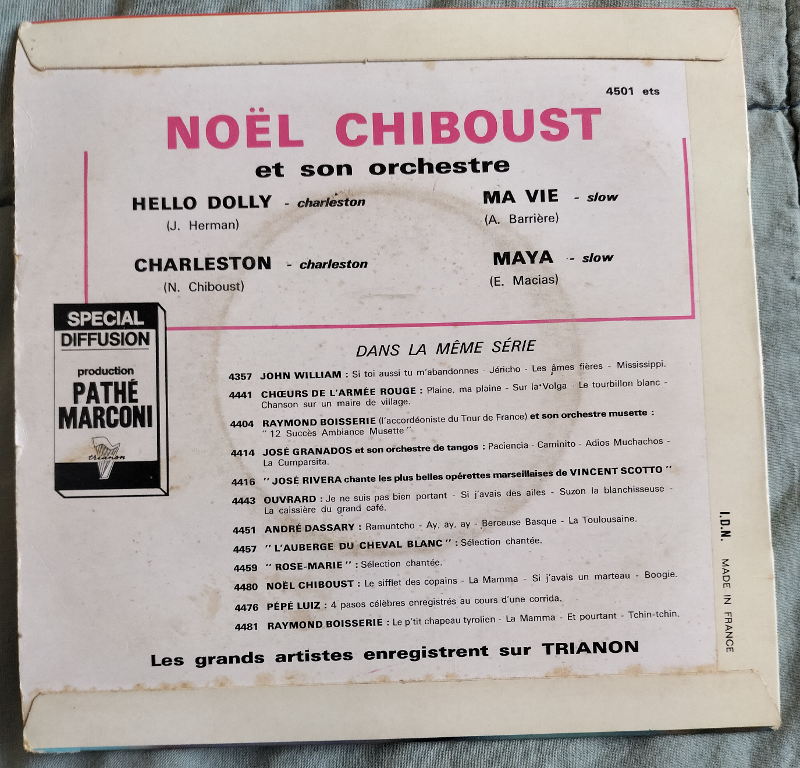 4501 ets
NOËL CHIBOUST
et son orchestre
HELLO DOLLY - charleston
(J. Herman)
MA VIE - slow
(A. Barrière)
CHARLESTON - charleston
(N. Chiboust)
MAYA - slow
(E. Macias)
SPECIAL
DIFFUSION
production
PATHÉ
MARCONI
trianon
DANS LA MÊME SÉRIE
4357 JOHN WILLIAM : Si toi aussi tu m'abandonnes - Jéricho - Les âmes fières - Mississippi.
4441 CHŒURS DE L'ARMÉE ROUGE : Plaine, ma plaine - Sur la Volga - Le tourbillon blanc -
Chanson sur un maire de village.
4404 RAYMOND BOISSERIE (l'accordéoniste du Tour de France) et son orchestre musette :
"12 Succès Ambiance Musette"
4414 JOSÉ GRANADOS et son orchestre de tangos : Paciencia - Caminito - Adios Muchachos -
La Cumparsita.
4416 "JOSÉ RIVERA chante les plus belles opérettes marseillaises de VINCENT SCOTTO"
4443 OUVRARD : Je ne suis pas bien portant - Si j'avais des ailes - Suzon la blanchisseuse -
La caissière du grand café.
4451 ANDRÉ DASSARY : Ramuntcho - Ay, ay, ay - Berceuse Basque - La Toulousaine.
4457 "L'AUBERGE DU CHEVAL BLANC" : Sélection chantée.
4459 "ROSE-MARIE" : Sélection chantée.
4480 NOËL CHIBOUST : Le sifflet des copains - La Mamma - Si j'avais un marteau - Boogie.
4476 PÉPÉ LUIZ : 4 pasos célèbres enregistrés au cours d'une corrida.
4481 RAYMOND BOISSERIE : Le p'tit chapeau tyrolien - La Mamma - Et pourtant - Tchin-tchin.
Les grands artistes enregistrent sur TRIANON
I.D.N. MADE IN FRANCE